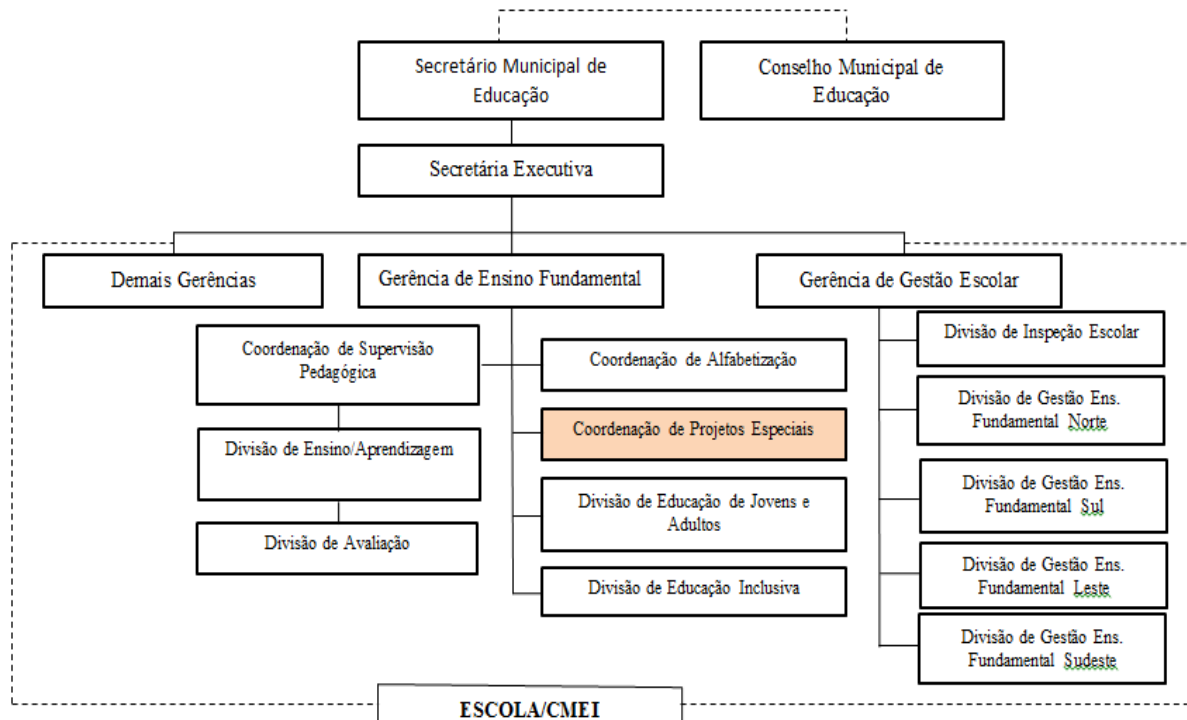 Secretário Municipal de
Educação
Conselho Municipal de
Educação
Secretária Executiva
Demais Gerências
Gerência de Ensino Fundamental
Gerência de Gestão Escolar
Coordenação de Supervisão
Pedagógica
Divisão de Ensino/Aprendizagem
Divisão de Avaliação
Coordenação de Alfabetização
Coordenação de Projetos Especiais
Divisão de Educação de Jovens e
Adultos
Divisão de Educação Inclusiva
Divisão de Inspeção Escolar
Divisão de Gestão Ens.
Fundamental Norte
Divisão de Gestão Ens.
Fundamental Sul
Divisão de Gestão Ens.
Fundamental Leste
Divisão de Gestão Ens.
Fundamental Sudeste
ESCOLA/CMEI